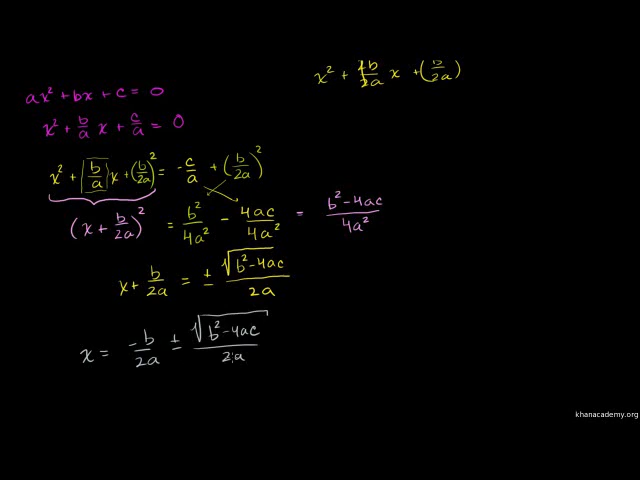 x² + 2b/2a x + (b/2a)
ax² + bx + c = 0
x² + b/a x + c/a = 0
x² + b/a x + (b/2a)² = -c/a + (b/2a)²
(x + b/2a)² = b²/4a² - 4ac/4a² = b²-4ac/4a²
x + b/2a = ± √b²-4ac/2a
x = -b/2a ± √b²-4ac/2a
khanacademy.org